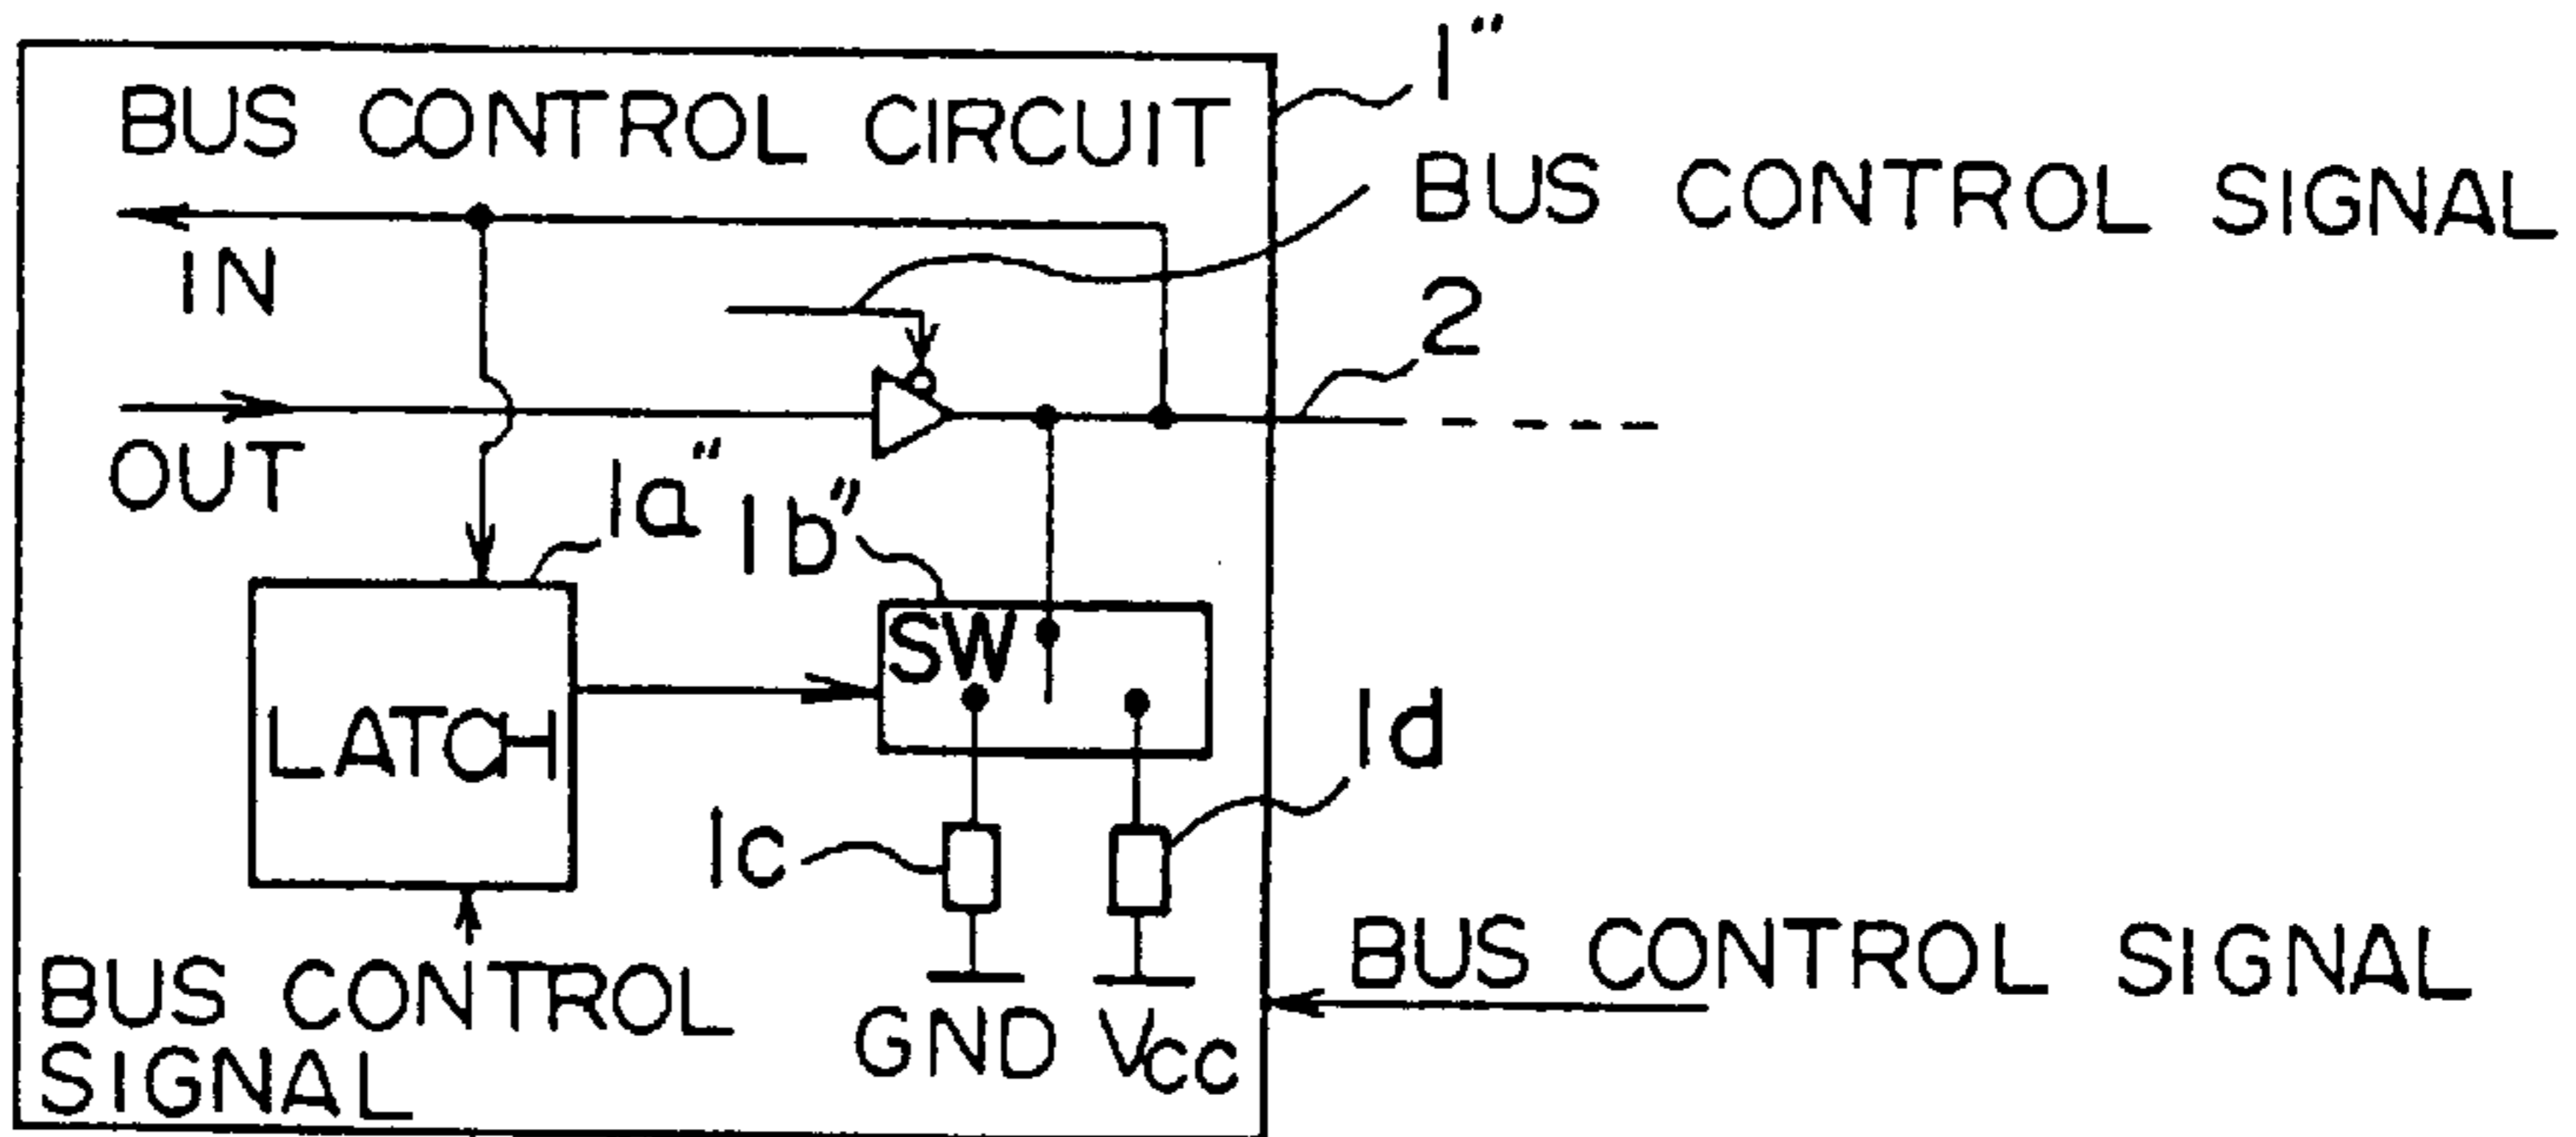 1"
BUS CONTROL CIRCUIT
BUS CONTROL SIGNAL
IN
2
OUT
1a"
1b"
SW
LATCH
1d
1c
BUS CONTROL SIGNAL
BUS CONTROL
SIGNAL
GND
Vcc